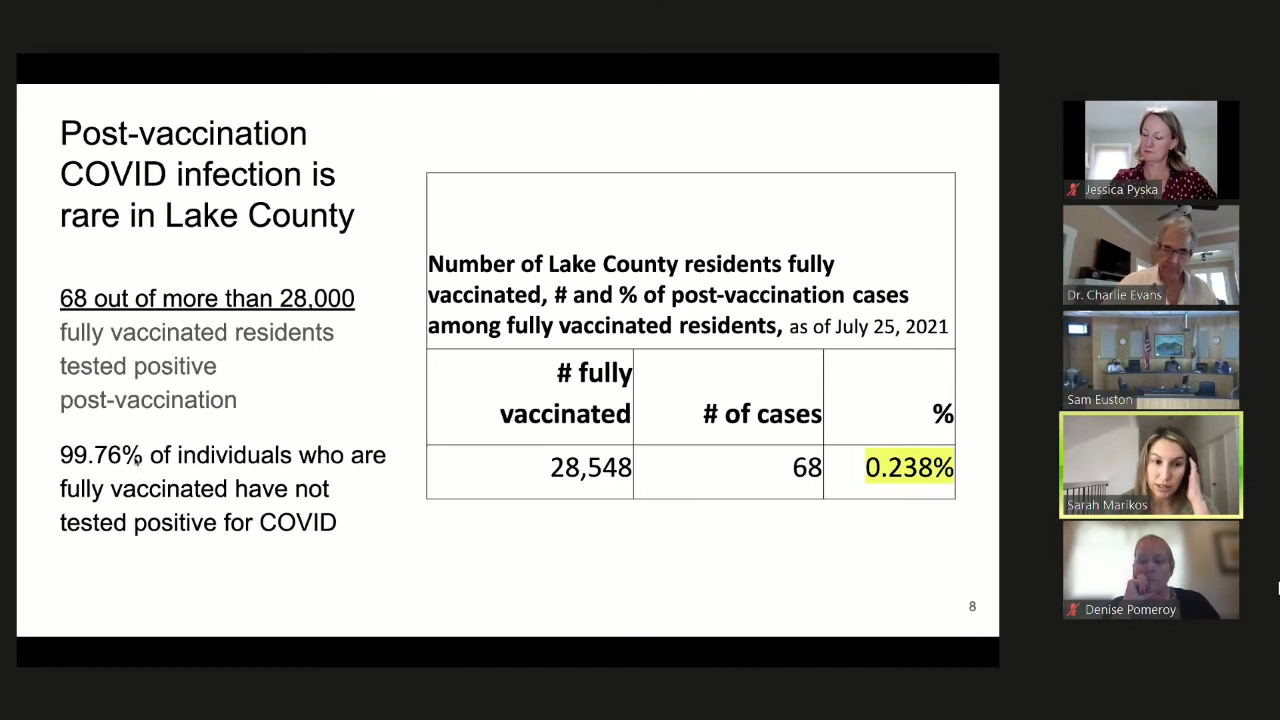 Post-vaccination
COVID infection is
rare in Lake County
68 out of more than 28,000
fully vaccinated residents
tested positive
post-vaccination
99.76% of individuals who are
fully vaccinated have not
tested positive for COVID
Number of Lake County residents fully
vaccinated, # and % of post-vaccination cases
among fully vaccinated residents, as of July 25, 2021
# fully
vaccinated
# of cases
%
28,548
68
0.238%
8
Jessica Pyska
Dr. Charlie Evans
Sam Euston
Sarah Marikos
Denise Pomeroy